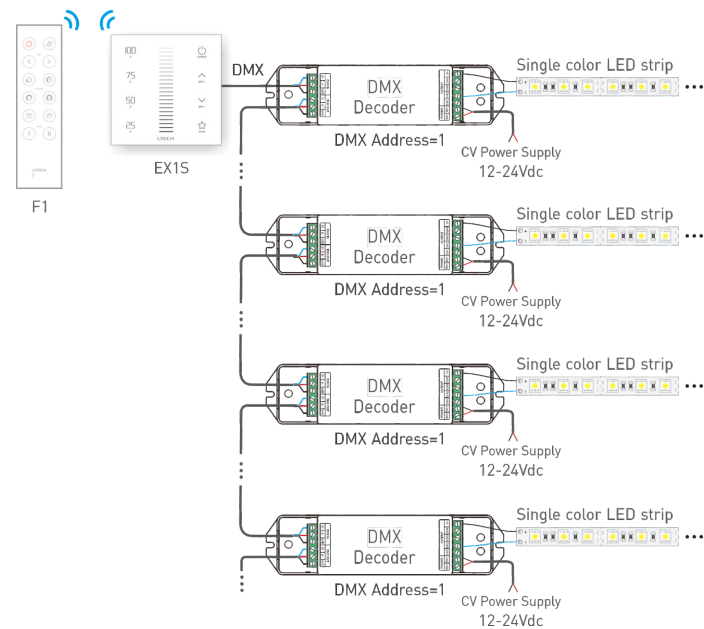 100
75
50
25
LTECH
EX1S
LTECH
F1
DMX
DMX
Decoder
DMX Address=1
Single color LED strip
CV Power Supply
12-24Vdc
DMX
Decoder
DMX Address=1
Single color LED strip
CV Power Supply
12-24Vdc
DMX
Decoder
DMX Address=1
Single color LED strip
CV Power Supply
12-24Vdc
DMX
Decoder
DMX Address=1
Single color LED strip
CV Power Supply
12-24Vdc